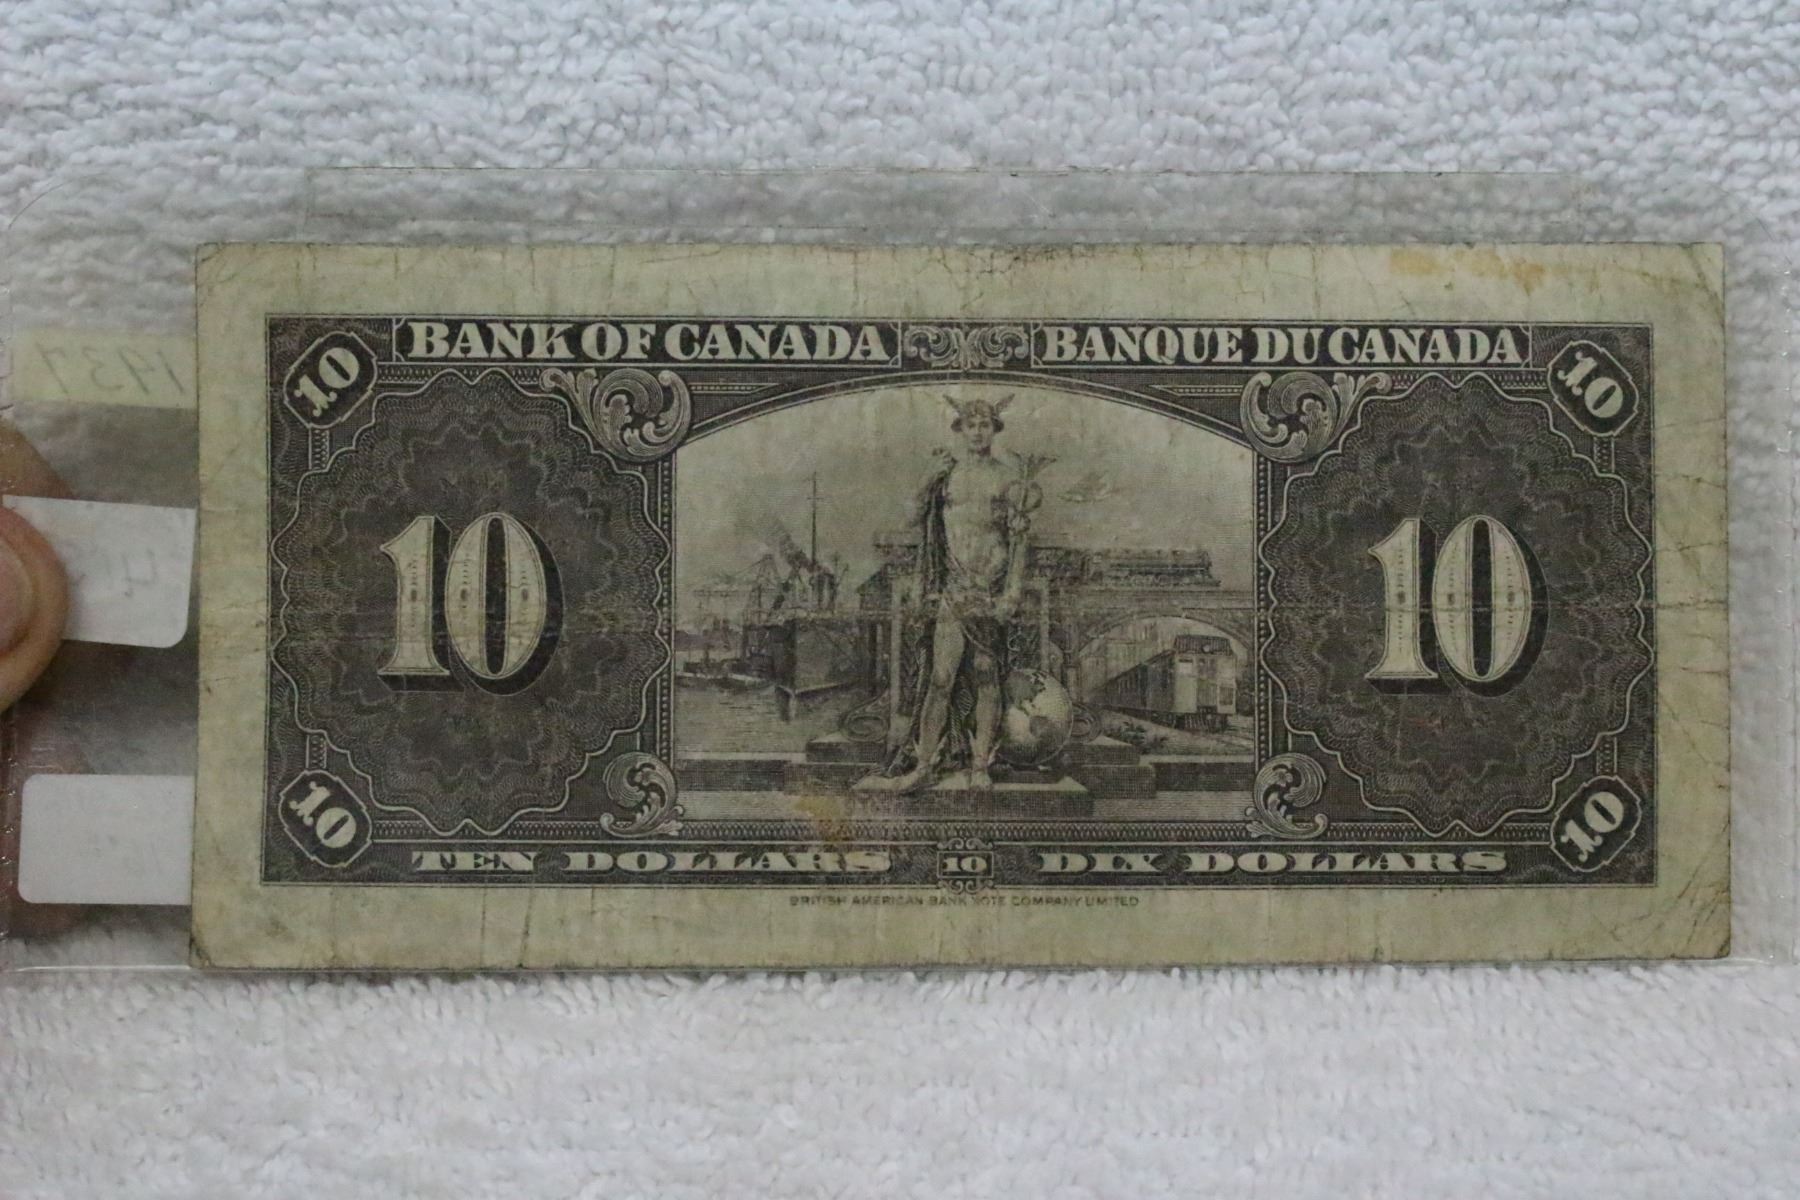 BANK OF CANADA BANQUE DU CANADA
10 10
1937
10 10
10 10
TEN DOLLARS 10 DIX DOLLARS
BRITISH AMERICAN BANK NOTE COMPANY LIMITED